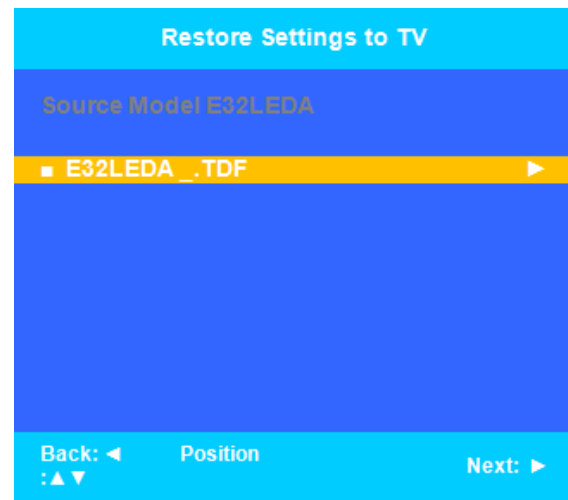 Restore Settings to TV
Source Model E32LEDA
■ E32LEDA _.TDF ►
Back: ◄ Position
:▲▼ Next: ►